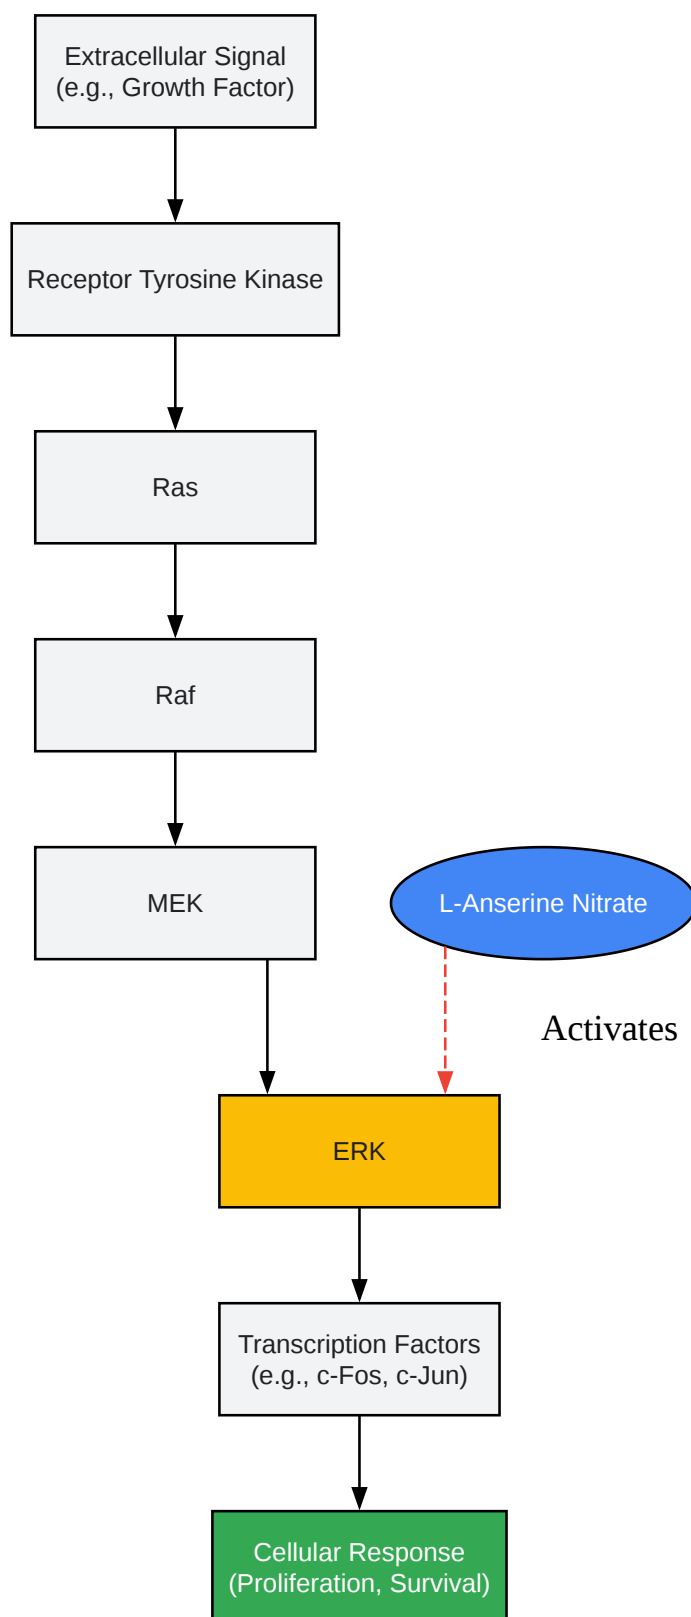 Extracellular Signal
(e.g., Growth Factor)
Receptor Tyrosine Kinase
Ras
Raf
MEK
L-Anserine Nitrate
Activates
ERK
Transcription Factors
(e.g., c-Fos, c-Jun)
Cellular Response
(Proliferation, Survival)